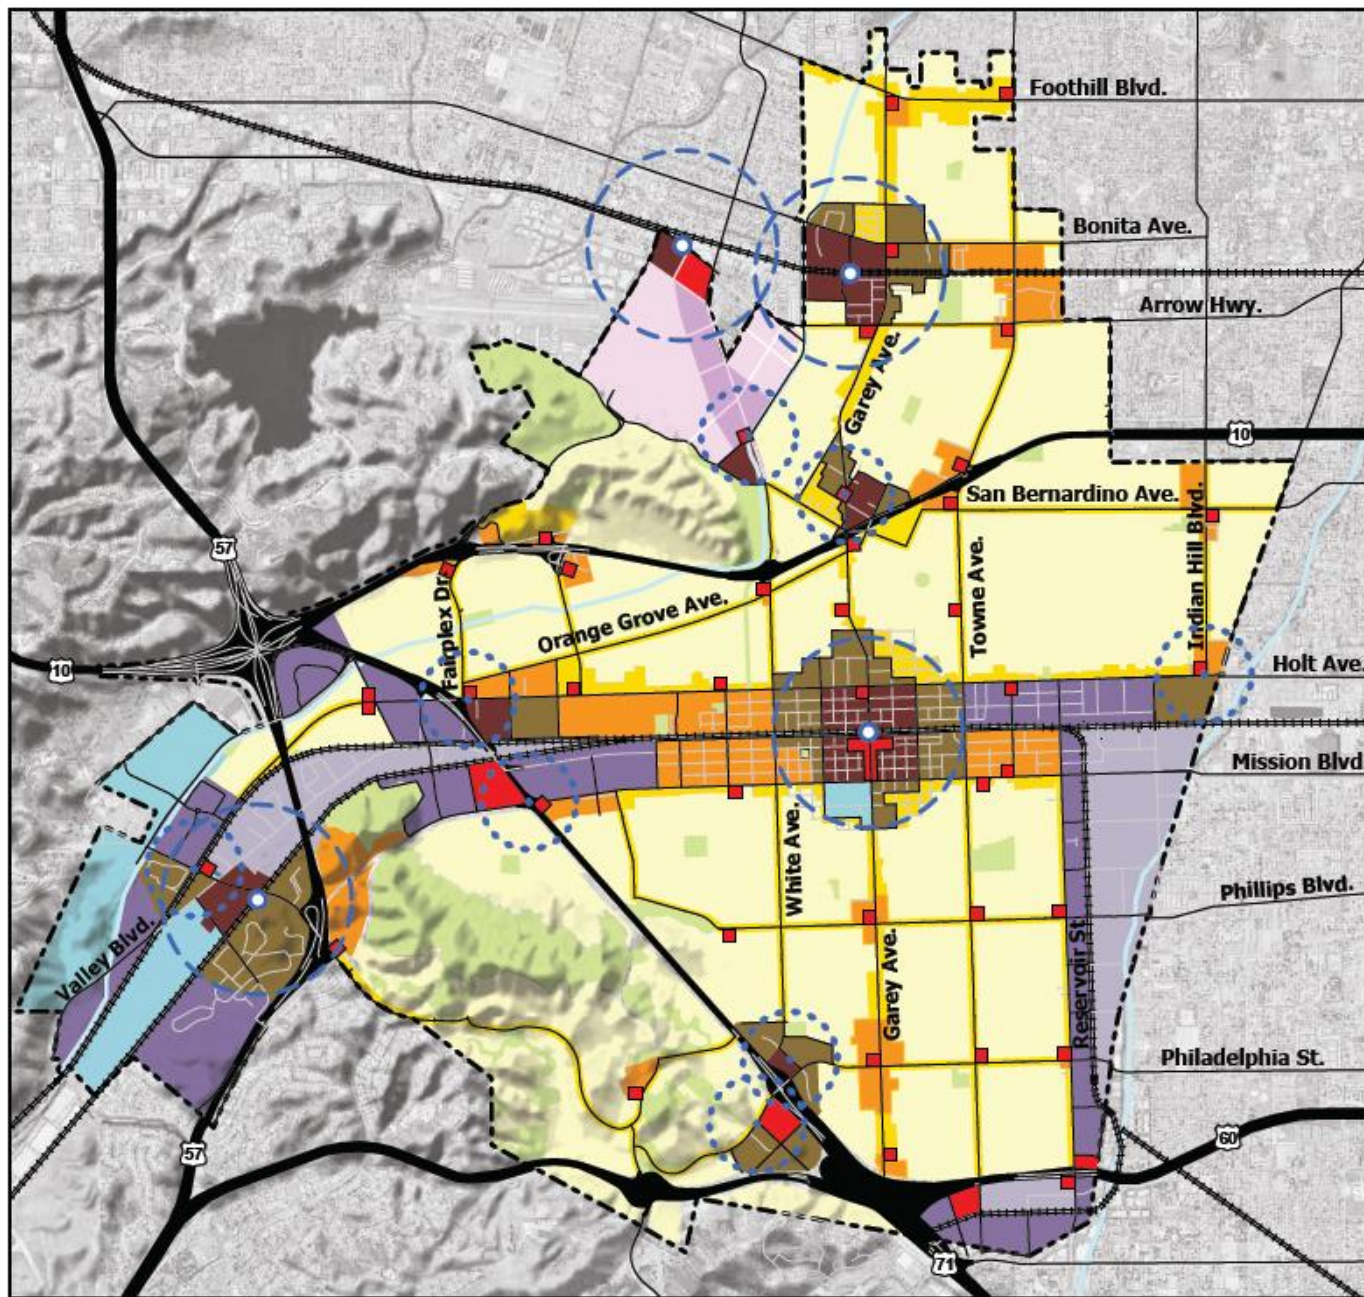 Foothill Blvd.
Bonita Ave.
Arrow Hwy.
Garey Ave.
10
San Bernardino Ave.
Indian Hill Blvd.
57
Fairplex Dr.
Orange Grove Ave.
Towne Ave.
10
Holt Ave.
Mission Blvd.
White Ave.
Phillips Blvd.
Valley Blvd.
Garey Ave.
Reservoir St.
Philadelphia St.
57
60
71